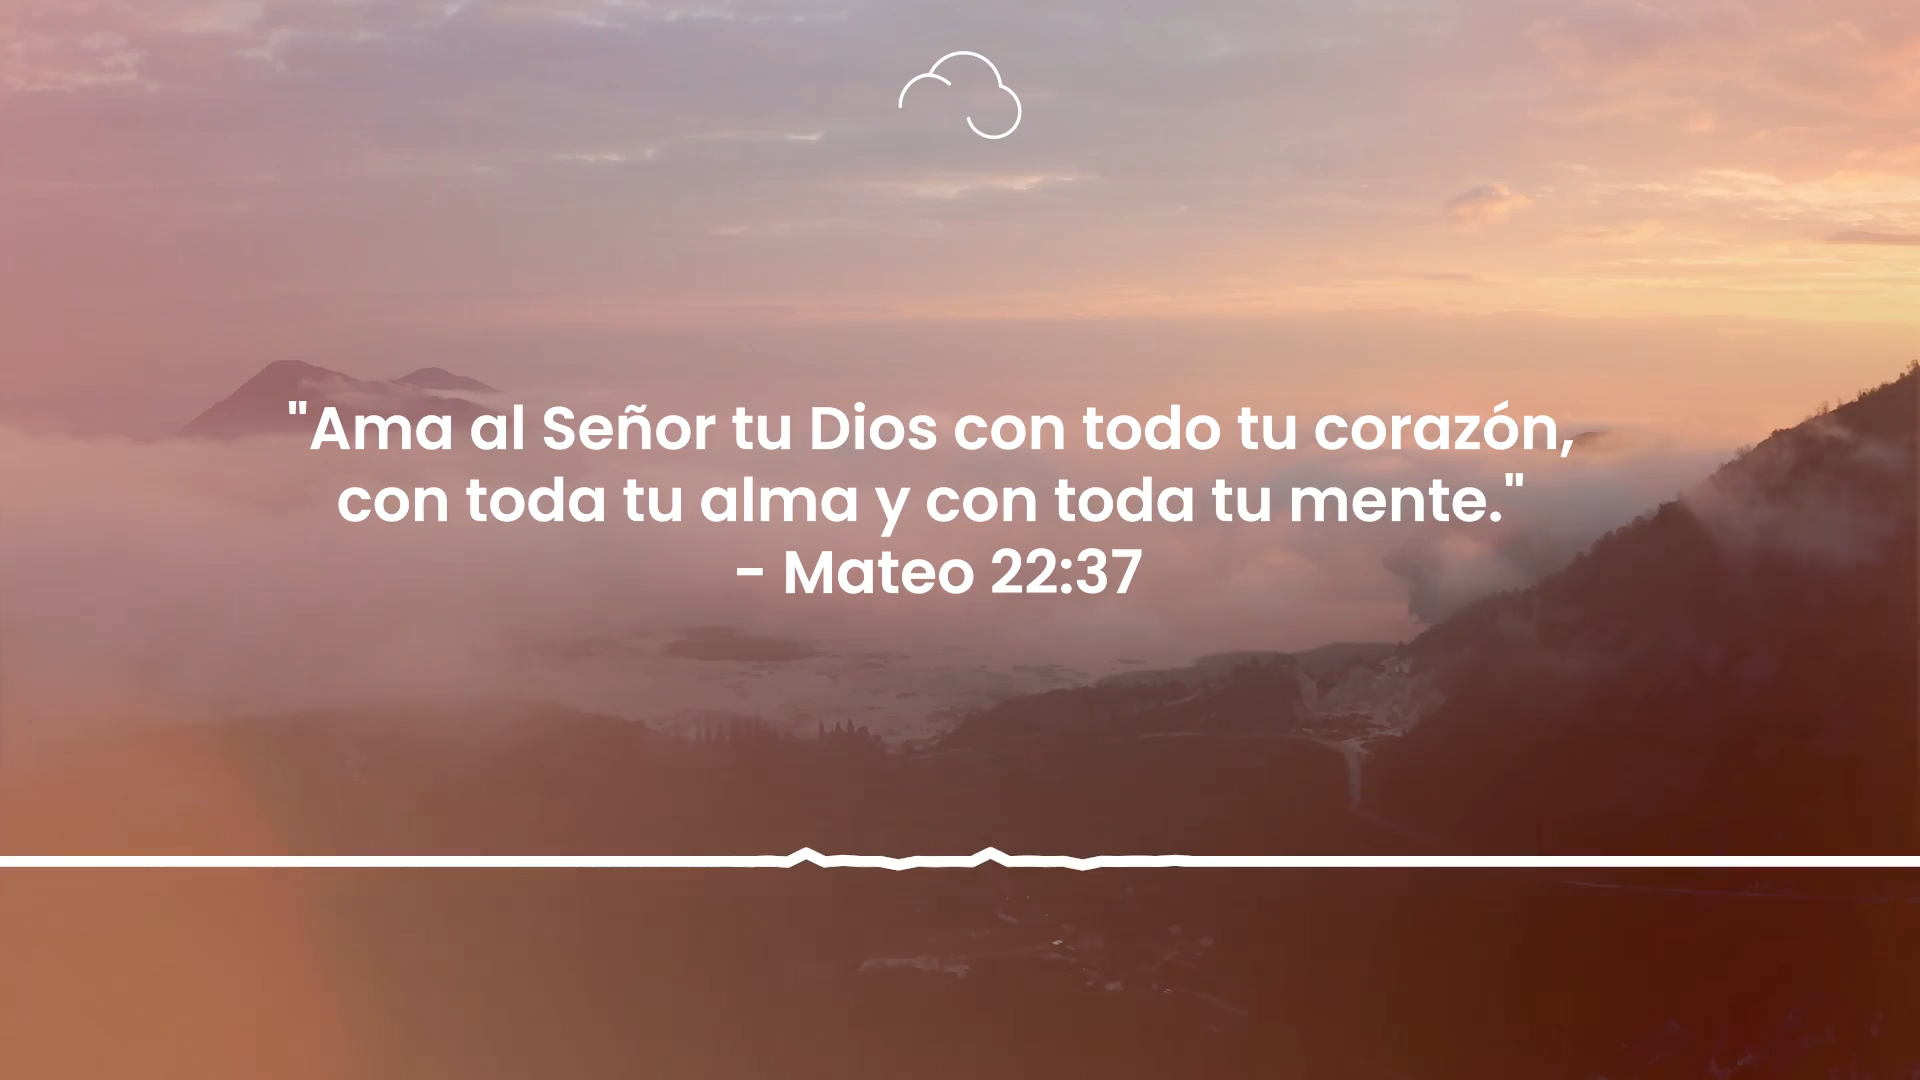 "Ama al Señor tu Dios con todo tu corazón,
con toda tu alma y con toda tu mente."
- Mateo 22:37